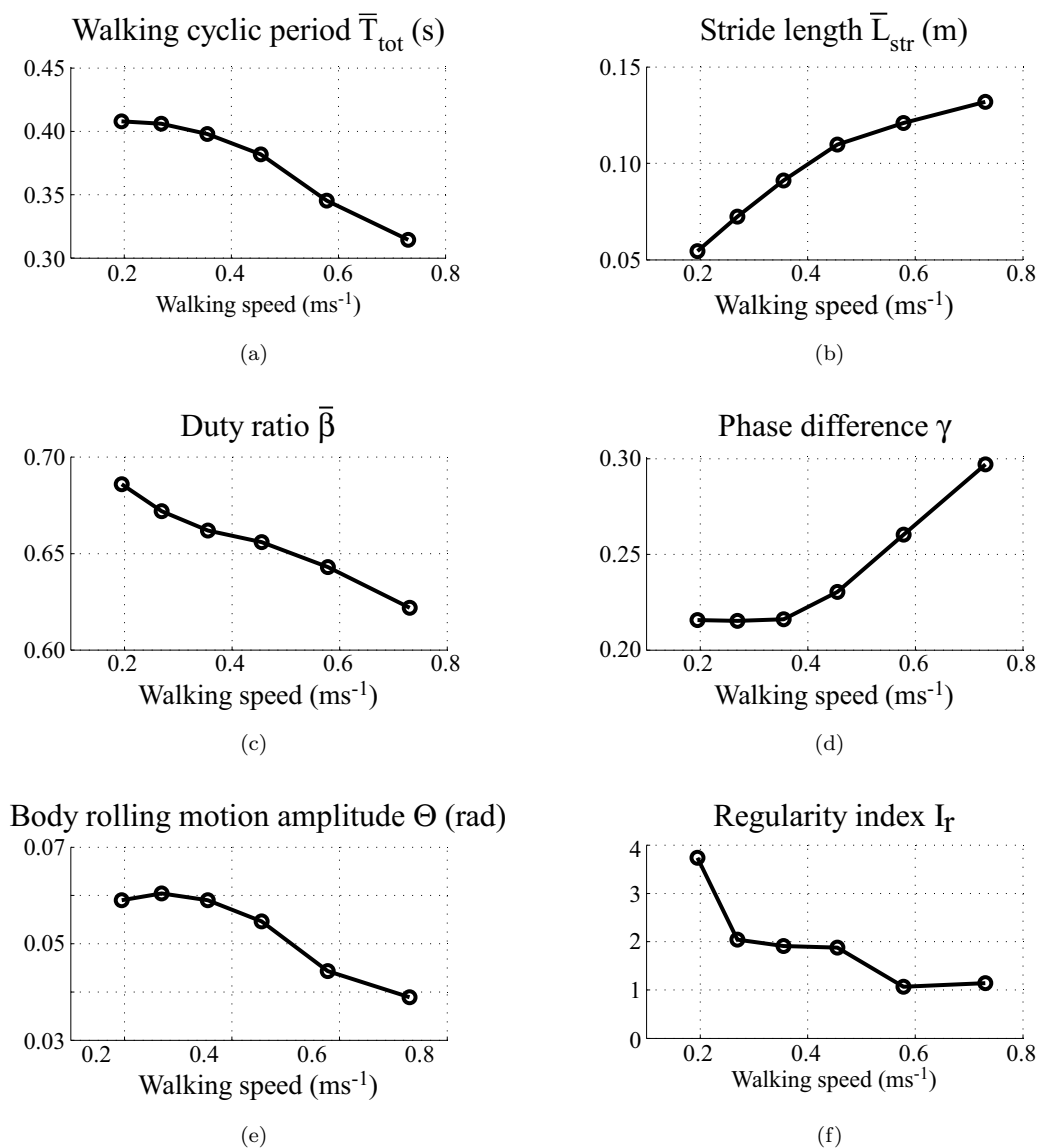 Walking cyclic period T̅tot (s)
0.45
0.40
0.35
0.30
0.2 0.4 0.6 0.8
Walking speed (ms-1)
(a)
Stride length L̅str (m)
0.15
0.10
0.05
0.2 0.4 0.6 0.8
Walking speed (ms-1)
(b)
Duty ratio β̅
0.70
0.65
0.60
0.2 0.4 0.6 0.8
Walking speed (ms-1)
(c)
Phase difference γ
0.30
0.25
0.20
0.2 0.4 0.6 0.8
Walking speed (ms-1)
(d)
Body rolling motion amplitude Θ (rad)
0.07
0.05
0.03
0.2 0.4 0.6 0.8
Walking speed (ms-1)
(e)
Regularity index Ir
4
3
2
1
0
0.2 0.4 0.6 0.8
Walking speed (ms-1)
(f)